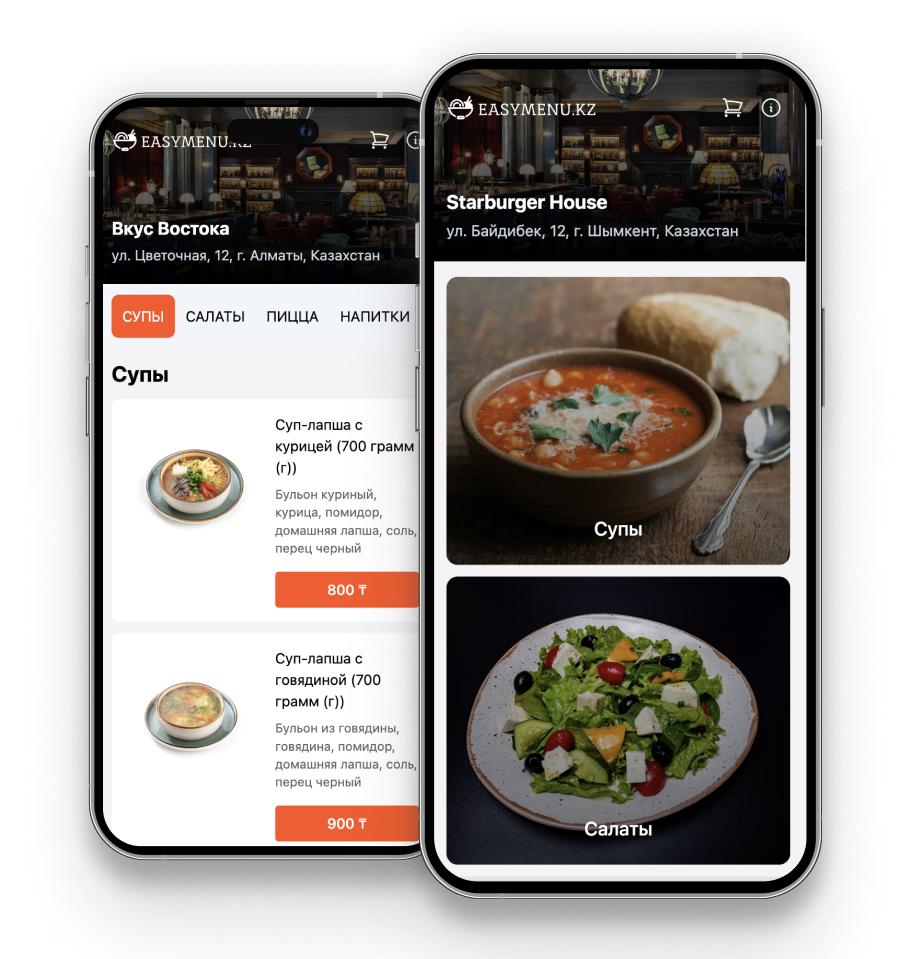 EASYMENU.KZ
Вкус Востока
ул. Цветочная, 12, г. Алматы, Казахстан
СУПЫ САЛАТЫ ПИЦЦА НАПИТКИ
Супы
Суп-лапша с
курицей (700 грамм
(г))
Бульон куриный,
курица, помидор,
домашняя лапша, соль,
перец черный
800 ₸
Суп-лапша с
говядиной (700
грамм (г))
Бульон из говядины,
говядина, помидор,
домашняя лапша, соль,
перец черный
900 ₸
EASYMENU.KZ
Starburger House
ул. Байдибек, 12, г. Шымкент, Казахстан
Супы
Салаты